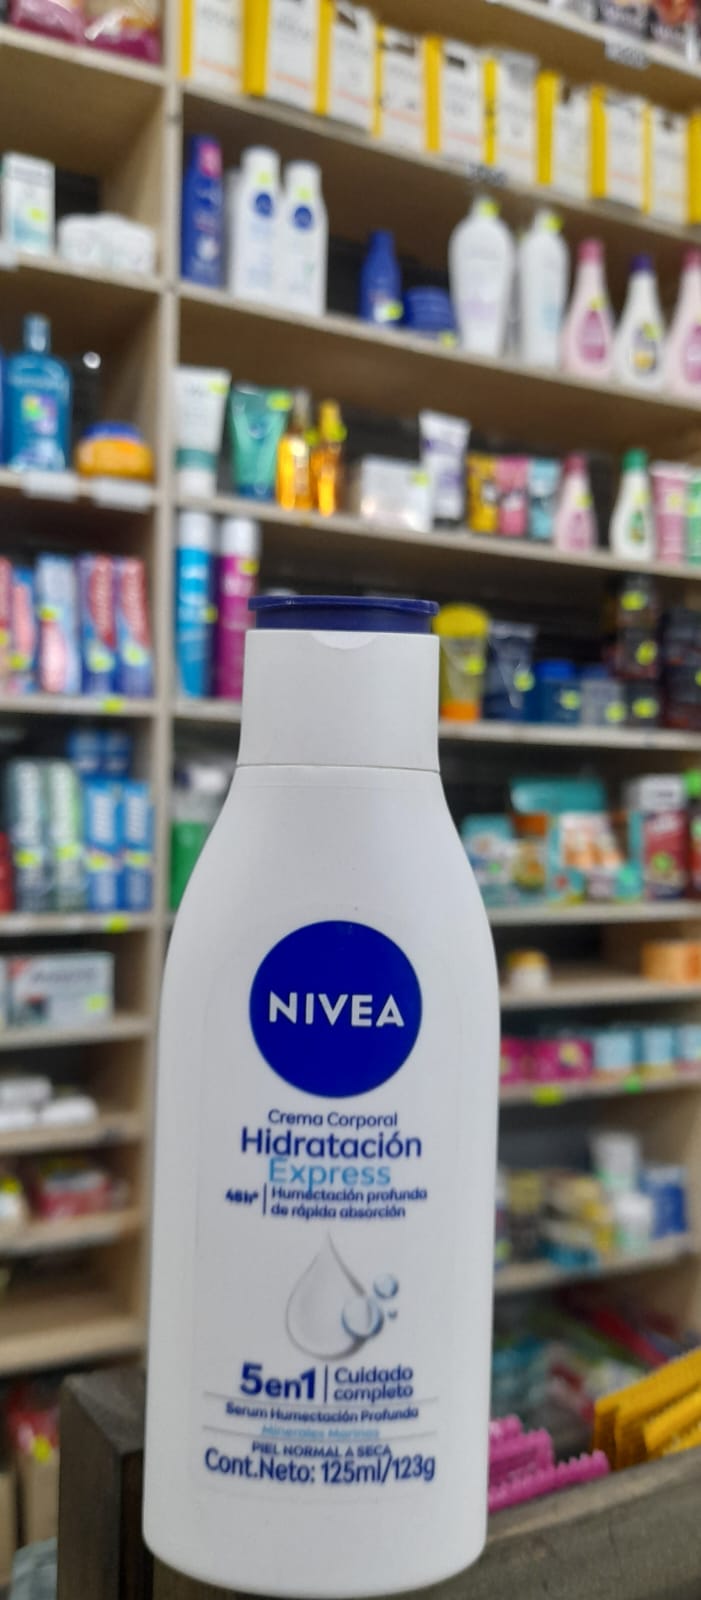 NIVEA
Crema Corporal
Hidratación
Express
48h* | Humectación profunda
de rápida absorción
5en1 | Cuidado
completo
Serum Humectación Profunda
Minerales Marinos
PIEL NORMAL A SECA
Cont.Neto: 125ml/123g